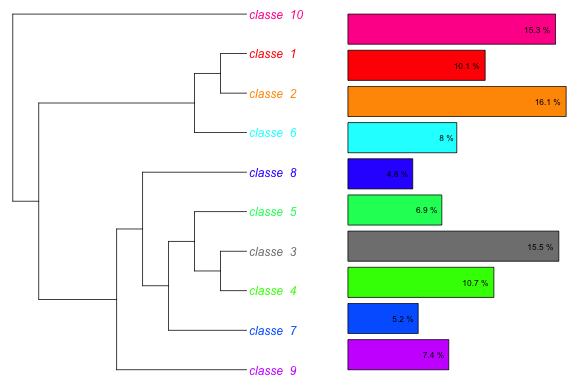 classe 10 15.3 %
classe 1 10.1 %
classe 2 16.1 %
classe 6 8 %
classe 8 4.8 %
classe 5 6.9 %
classe 3 15.5 %
classe 4 10.7 %
classe 7 5.2 %
classe 9 7.4 %